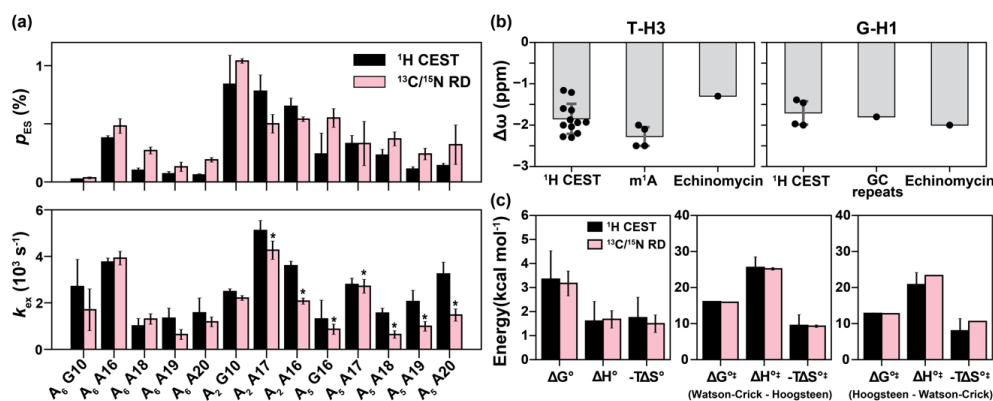 (a)
¹H CEST
¹³C/¹⁵N RD
pES (%)
1
0
kex (10³ s⁻¹)
6
4
2
0
* * * * * * *
A₆ G10
A₆ A16
A₆ A18
A₆ A19
A₆ A20
A₂ G10
A₂ A17
A₂ A16
A₅ G16
A₅ A17
A₅ A18
A₅ A19
A₅ A20
(b)
T-H3
G-H1
Δω (ppm)
0
−1
−2
−3
¹H CEST
m¹A
Echinomycin
¹H CEST
GC
repeats
Echinomycin
(c)
¹H CEST
¹³C/¹⁵N RD
Energy(kcal mol⁻¹)
6
5
4
3
2
1
0
ΔG°
ΔH°
-TΔS°
40
30
20
10
0
ΔG°‡
ΔH°‡
-TΔS°‡
(Watson-Crick - Hoogsteen)
40
30
20
10
0
ΔG°‡
ΔH°‡
-TΔS°‡
(Hoogsteen - Watson-Crick)